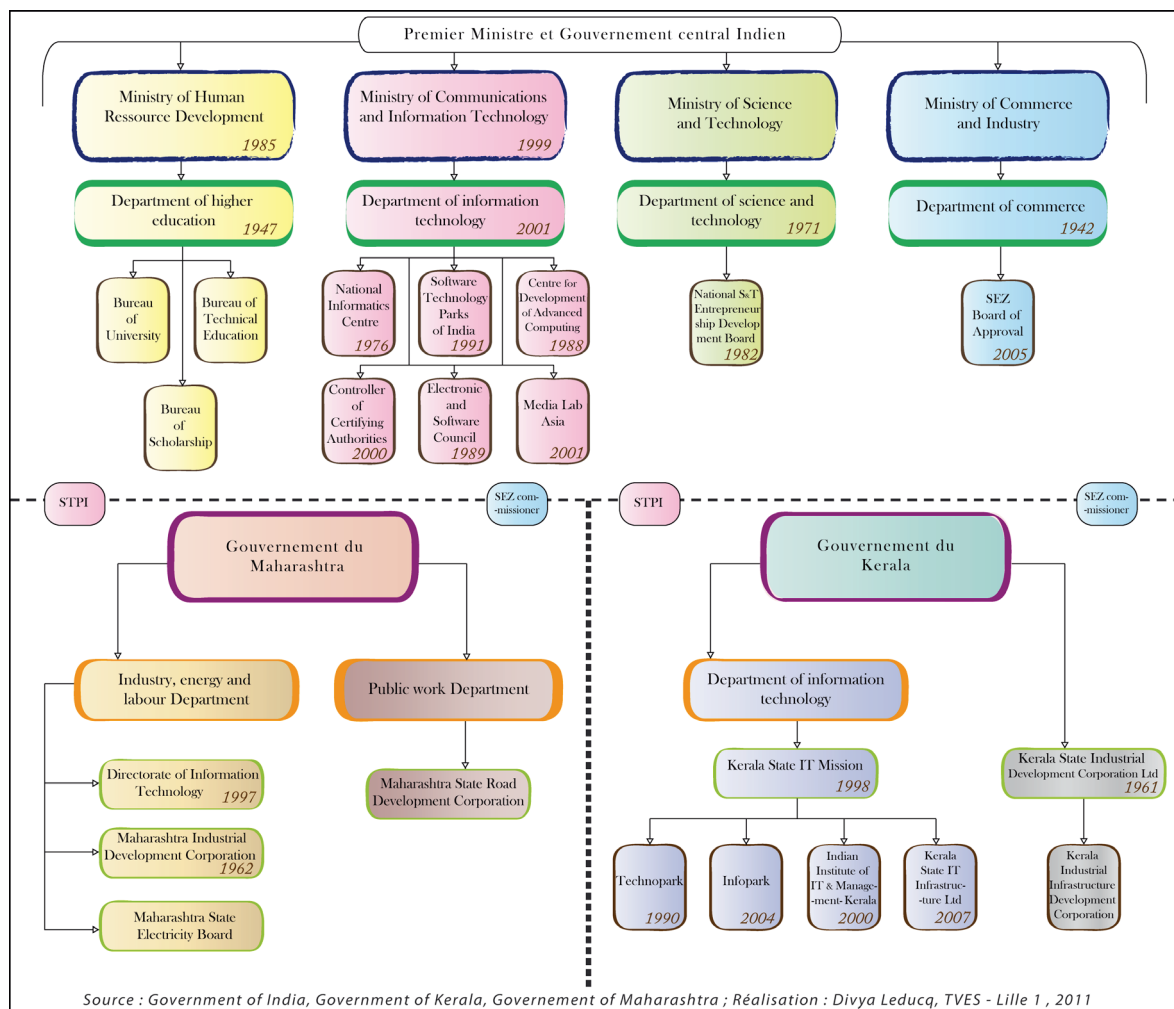 Premier Ministre et Gouvernement central Indien
Ministry of Human
Ressource Development
1985
Ministry of Communications
and Information Technology
1999
Ministry of Science
and Technology
Ministry of Commerce
and Industry
Department of higher
education
1947
Department of information
technology
2001
Department of science and
technology
1971
Department of commerce
1942
Bureau
of
University
Bureau of
Technical
Education
Bureau
of
Scholarship
National
Informatics
Centre
1976
Software
Technology
Parks
of India
1991
Centre for
Development
of Advanced
Computing
1988
Controller
of
Certifying
Authorities
2000
Electronic
and
Software
Council
1989
Media Lab
Asia
2001
National S&T
Entrepreneur
ship Develop
ment Board
1982
SEZ
Board of
Approval
2005
STPI
SEZ com-
-missioner
Gouvernement du
Maharashtra
Industry, energy and
labour Department
Public work Department
Directorate of Information
Technology
1997
Maharashtra Industrial
Development Corporation
1962
Maharashtra State
Electricity Board
Maharashtra State Road
Development Corporation
STPI
SEZ com-
-missioner
Gouvernement du
Kerala
Department of information
technology
Kerala State IT Mission
1998
Kerala State Industrial
Development Corporation Ltd
1961
Technopark
1990
Infopark
2004
Indian
Institute of
IT & Manage-
-ment- Kerala
2000
Kerala
State IT
Infrastruc-
-ture Ltd
2007
Kerala
Industrial
Infrastructure
Development
Corporation
Source : Government of India, Government of Kerala, Governement of Maharashtra ; Réalisation : Divya Leducq, TVES - Lille 1 , 2011